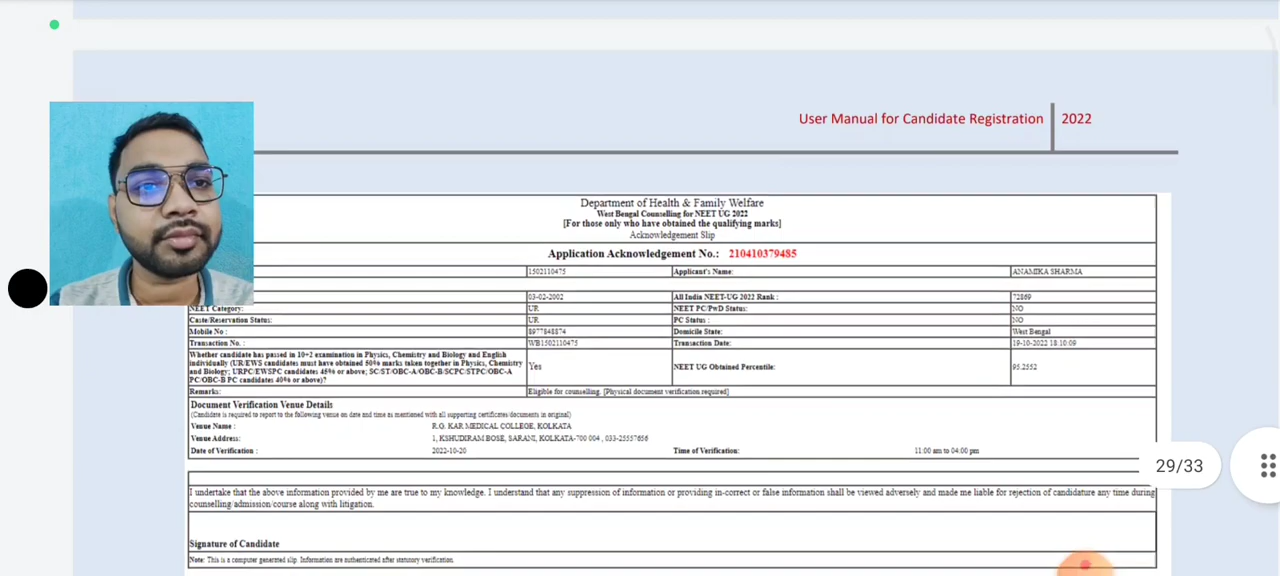 User Manual for Candidate Registration 2022
Department of Health & Family Welfare
West Bengal Counselling for NEET UG 2022
[For those only who have obtained the qualifying marks]
Acknowledgement Slip
Application Acknowledgement No.: 210410379485
1502110475 Applicant's Name: ANAMIKA SHARMA
03-02-2002 All India NEET-UG 2022 Rank : 72869
NEET Category: UR NEET PC/PwD Status: NO
Caste/Reservation Status: UR PC Status : NO
Mobile No : 8977848874 Domicile State: West Bengal
Transaction No. : WB1502110475 Transaction Date: 19-10-2022 18:10:09
Whether candidate has passed in 10+2 examination in Physics, Chemistry and Biology and English
individually (UR/EWS candidates must have obtained 50% marks taken together in Physics, Chemistry
and Biology; URPC/EWSPC candidates 45% or above; SC/ST/OBC-A/OBC-B/SCPC/STPC/OBC-A
PC/OBC-B PC candidates 40% or above)? Yes NEET UG Obtained Percentile: 95.2552
Remarks: Eligible for counselling. [Physical document verification required]
Document Verification Venue Details
(Candidate is required to report to the following venue on date and time as mentioned with all supporting certificates/documents in original)
Venue Name : R.G. KAR MEDICAL COLLEGE, KOLKATA
Venue Address: 1, KSHUDIRAM BOSE, SARANI, KOLKATA-700 004 , 033-25557656
Date of Verification : 2022-10-20 Time of Verification: 11:00 am to 04:00 pm
29/33
I undertake that the above information provided by me are true to my knowledge. I understand that any suppression of information or providing in-correct or false information shall be viewed adversely and made me liable for rejection of candidature any time during
counselling/admission/course along with litigation.
Signature of Candidate
Note: This is a computer generated slip. Information are authenticated after statutory verification.